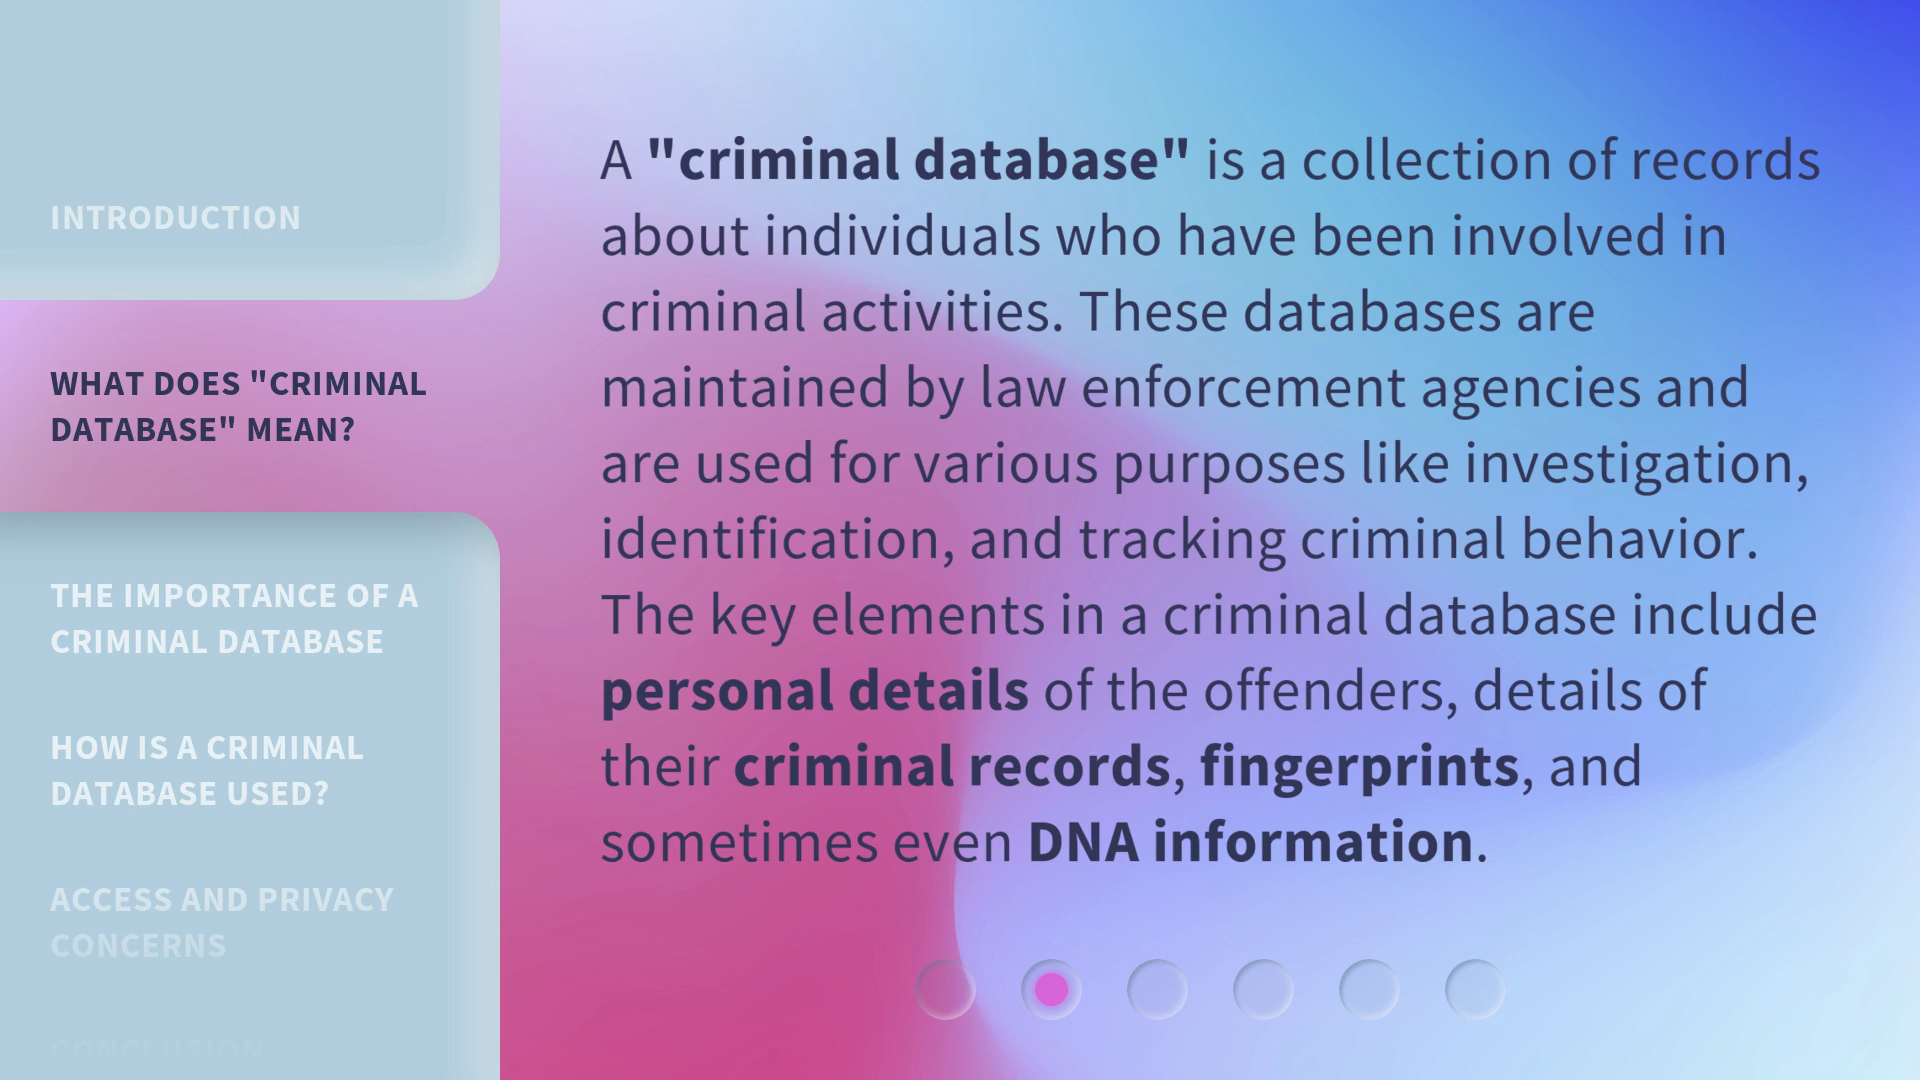 INTRODUCTION
WHAT DOES "CRIMINAL
DATABASE" MEAN?
THE IMPORTANCE OF A
CRIMINAL DATABASE
HOW IS A CRIMINAL
DATABASE USED?
ACCESS AND PRIVACY
CONCERNS
CONCLUSION
A "criminal database" is a collection of records
about individuals who have been involved in
criminal activities. These databases are
maintained by law enforcement agencies and
are used for various purposes like investigation,
identification, and tracking criminal behavior.
The key elements in a criminal database include
personal details of the offenders, details of
their criminal records, fingerprints, and
sometimes even DNA information.